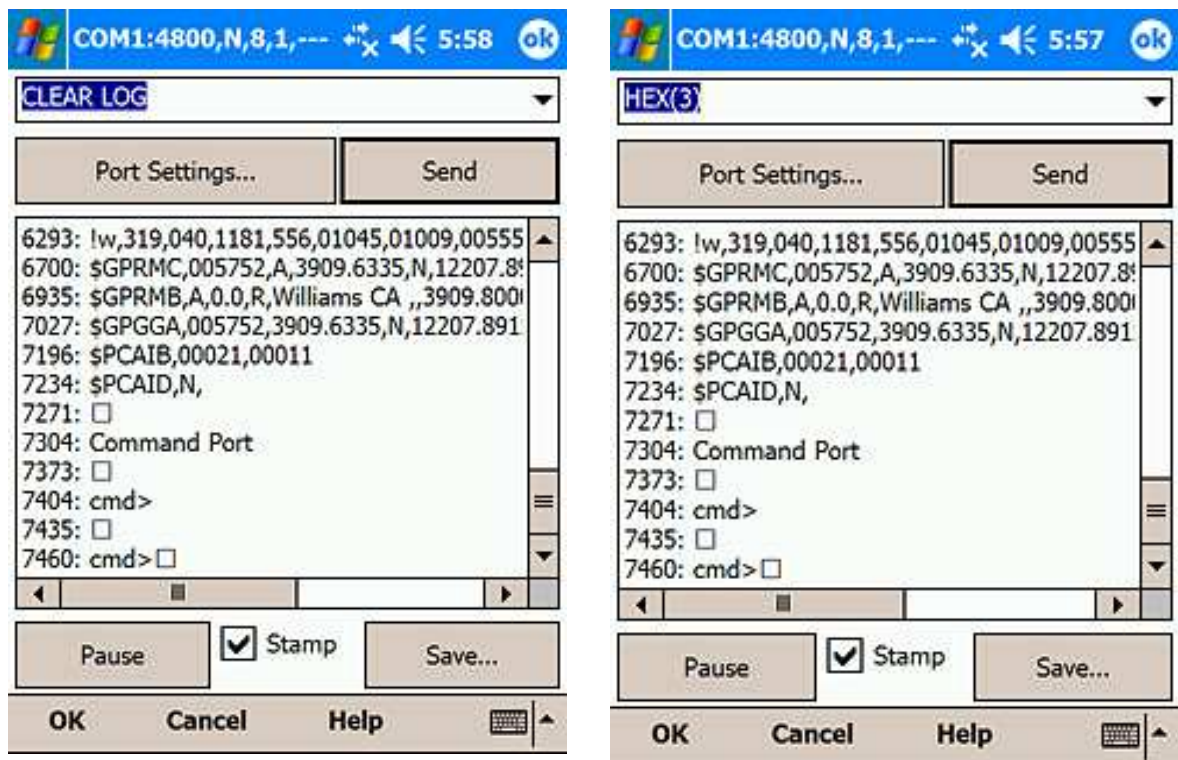 COM1:4800,N,8,1,--- 5:58 ok
CLEAR LOG
Port Settings... Send
6293: !w,319,040,1181,556,01045,01009,00555
6700: $GPRMC,005752,A,3909.6335,N,12207.89
6935: $GPRMB,A,0.0,R,Williams CA ,,3909.800
7027: $GPGGA,005752,3909.6335,N,12207.891
7196: $PCAIB,00021,00011
7234: $PCAID,N,
7271: □
7304: Command Port
7373: □
7404: cmd>
7435: □
7460: cmd>□
Pause Stamp Save...
OK Cancel Help
COM1:4800,N,8,1,--- 5:57 ok
HEX(3)
Port Settings... Send
6293: !w,319,040,1181,556,01045,01009,00555
6700: $GPRMC,005752,A,3909.6335,N,12207.89
6935: $GPRMB,A,0.0,R,Williams CA ,,3909.800
7027: $GPGGA,005752,3909.6335,N,12207.891
7196: $PCAIB,00021,00011
7234: $PCAID,N,
7271: □
7304: Command Port
7373: □
7404: cmd>
7435: □
7460: cmd>□
Pause Stamp Save...
OK Cancel Help